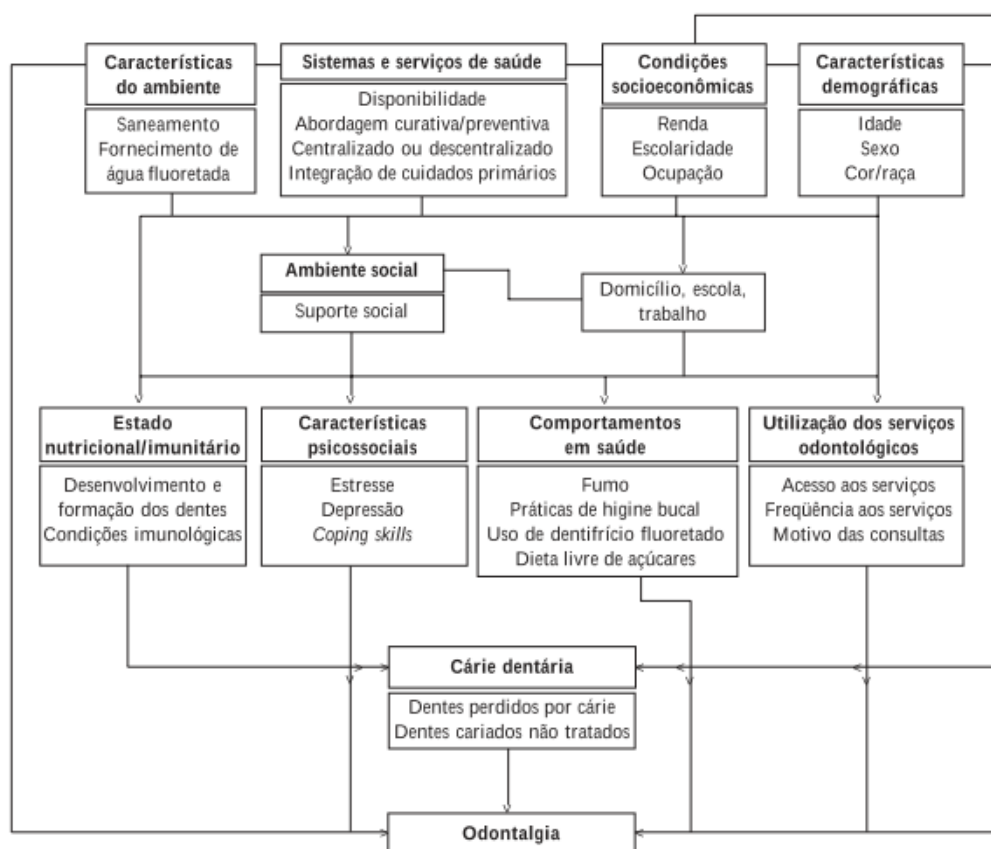 Características
do ambiente
Saneamento
Fornecimento de
água fluoretada
Sistemas e serviços de saúde
Disponibilidade
Abordagem curativa/preventiva
Centralizado ou descentralizado
Integração de cuidados primários
Condições
socioeconômicas
Renda
Escolaridade
Ocupação
Características
demográficas
Idade
Sexo
Cor/raça
Ambiente social
Suporte social
Domicílio, escola,
trabalho
Estado
nutricional/imunitário
Desenvolvimento e
formação dos dentes
Condições imunológicas
Características
psicossociais
Estresse
Depressão
Coping skills
Comportamentos
em saúde
Fumo
Práticas de higine bucal
Uso de dentifrício fluoretado
Dieta livre de açúcares
Utilização dos serviços
odontológicos
Acesso aos serviços
Freqüência aos serviços
Motivo das consultas
Cárie dentária
Dentes perdidos por cárie
Dentes cariados não tratados
Odontalgia